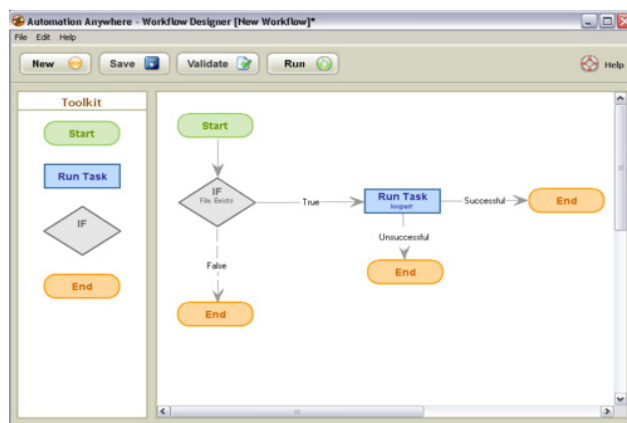 Automation Anywhere - Workflow Designer [New Workflow]*
File Edit Help
New Save Validate Run Help
Toolkit
Start
Run Task
IF
End
Start
IF
File Exists
True
Run Task
Successful
End
Unsuccessful
End
False
End